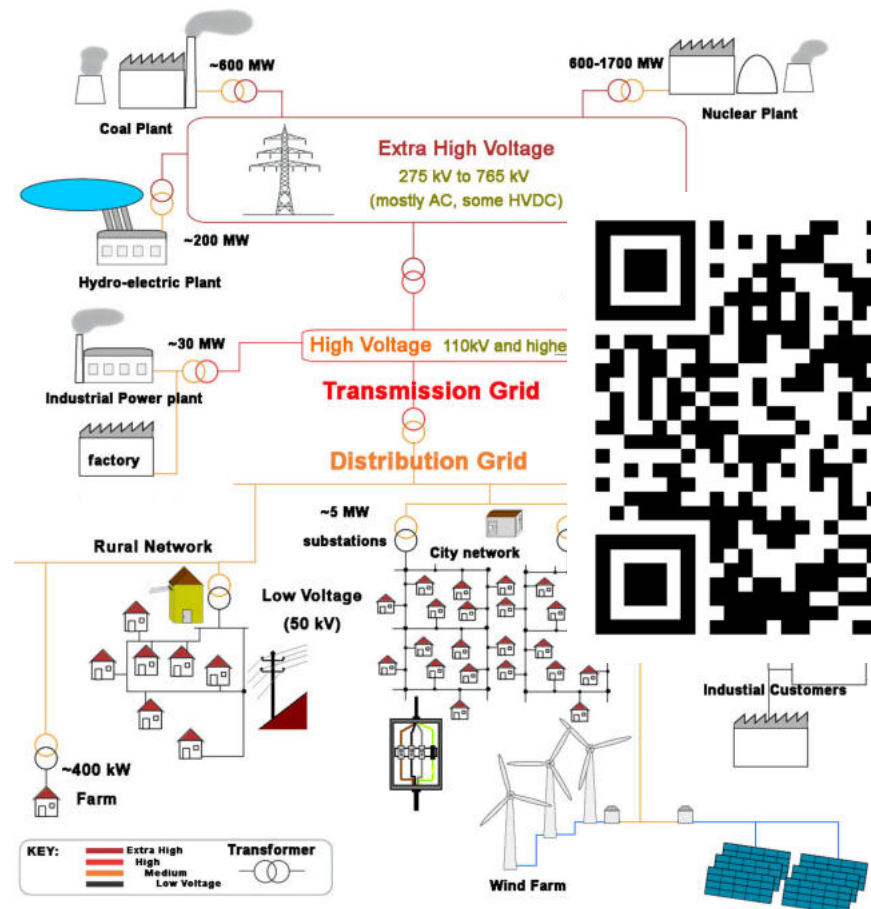 ~600 MW
600-1700 MW
Coal Plant
Nuclear Plant
Extra High Voltage
275 kV to 765 kV
(mostly AC, some HVDC)
~200 MW
Hydro-electric Plant
~30 MW
High Voltage 110kV and highe
Industrial Power plant
Transmission Grid
factory
Distribution Grid
~5 MW
substations
Rural Network
City network
Low Voltage
(50 kV)
Industial Customers
~400 kW
Farm
KEY:
Extra High
High
Medium
Low Voltage
Transformer
Wind Farm